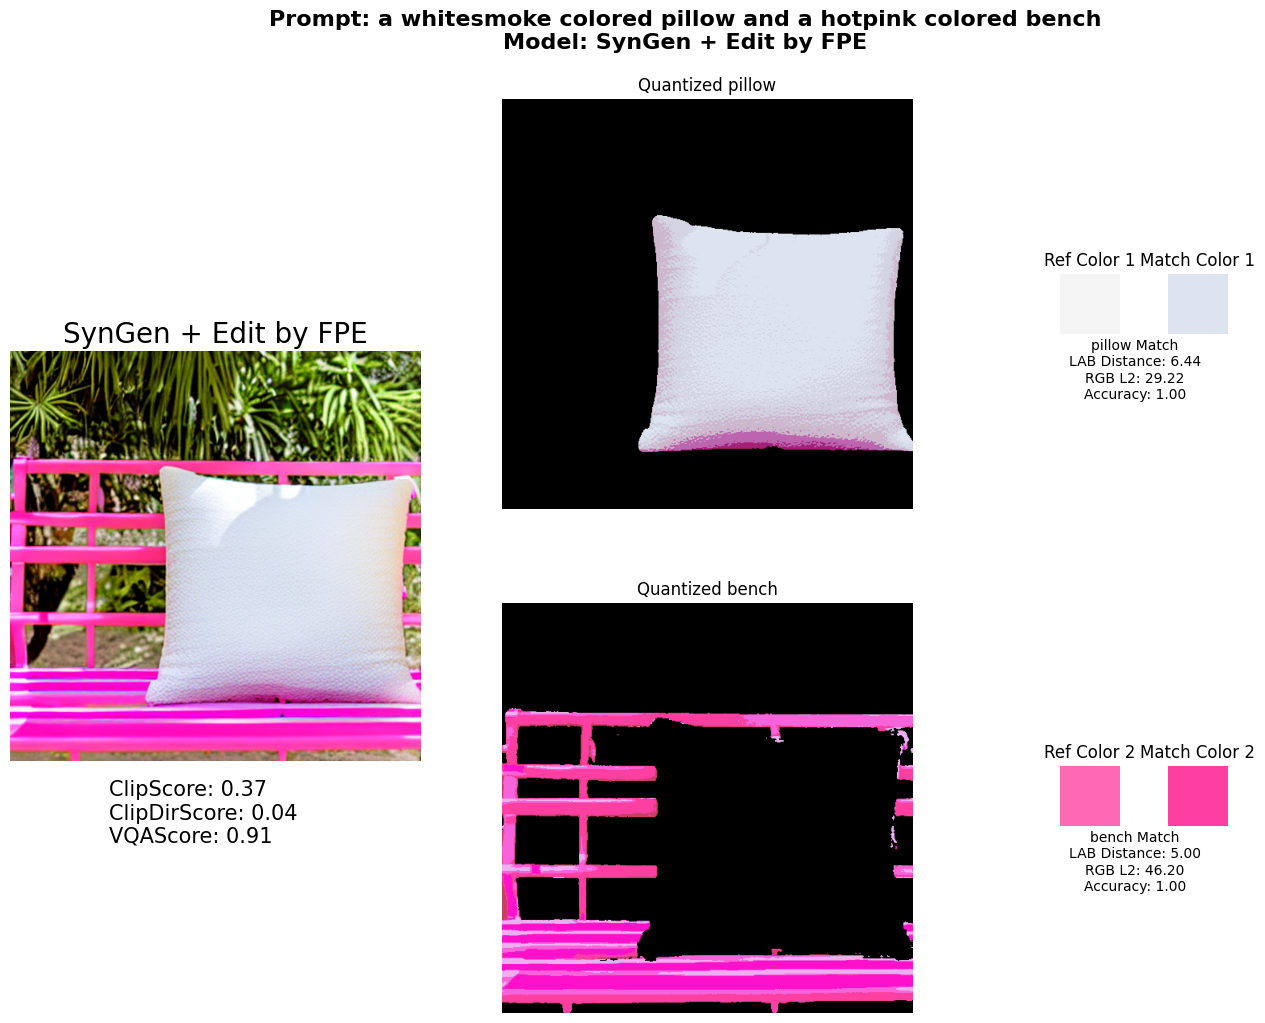 Prompt: a whitesmoke colored pillow and a hotpink colored bench
Model: SynGen + Edit by FPE
Quantized pillow
Ref Color 1 Match Color 1
pillow Match
LAB Distance: 6.44
RGB L2: 29.22
Accuracy: 1.00
SynGen + Edit by FPE
ClipScore: 0.37
ClipDirScore: 0.04
VQAScore: 0.91
Quantized bench
Ref Color 2 Match Color 2
bench Match
LAB Distance: 5.00
RGB L2: 46.20
Accuracy: 1.00